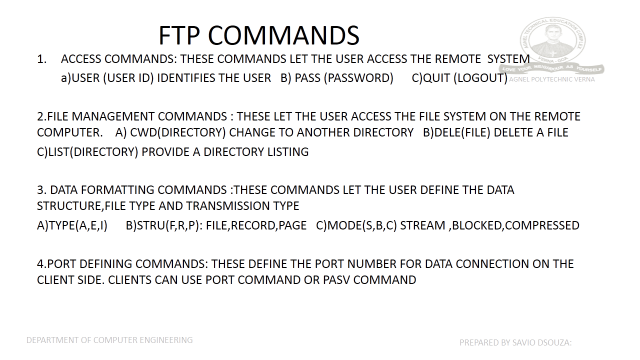 FTP COMMANDS
1. ACCESS COMMANDS: THESE COMMANDS LET THE USER ACCESS THE REMOTE SYSTEM
a)USER (USER ID) IDENTIFIES THE USER B) PASS (PASSWORD) C)QUIT (LOGOUT)
AGNEL POLYTECHNIC VERNA
2.FILE MANAGEMENT COMMANDS : THESE LET THE USER ACCESS THE FILE SYSTEM ON THE REMOTE
COMPUTER. A) CWD(DIRECTORY) CHANGE TO ANOTHER DIRECTORY B)DELE(FILE) DELETE A FILE
C)LIST(DIRECTORY) PROVIDE A DIRECTORY LISTING
3. DATA FORMATTING COMMANDS :THESE COMMANDS LET THE USER DEFINE THE DATA
STRUCTURE,FILE TYPE AND TRANSMISSION TYPE
A)TYPE(A,E,I) B)STRU(F,R,P): FILE,RECORD,PAGE C)MODE(S,B,C) STREAM ,BLOCKED,COMPRESSED
4.PORT DEFINING COMMANDS: THESE DEFINE THE PORT NUMBER FOR DATA CONNECTION ON THE
CLIENT SIDE. CLIENTS CAN USE PORT COMMAND OR PASV COMMAND
DEPARTMENT OF COMPUTER ENGINEERING
PREPARED BY SAVIO DSOUZA: